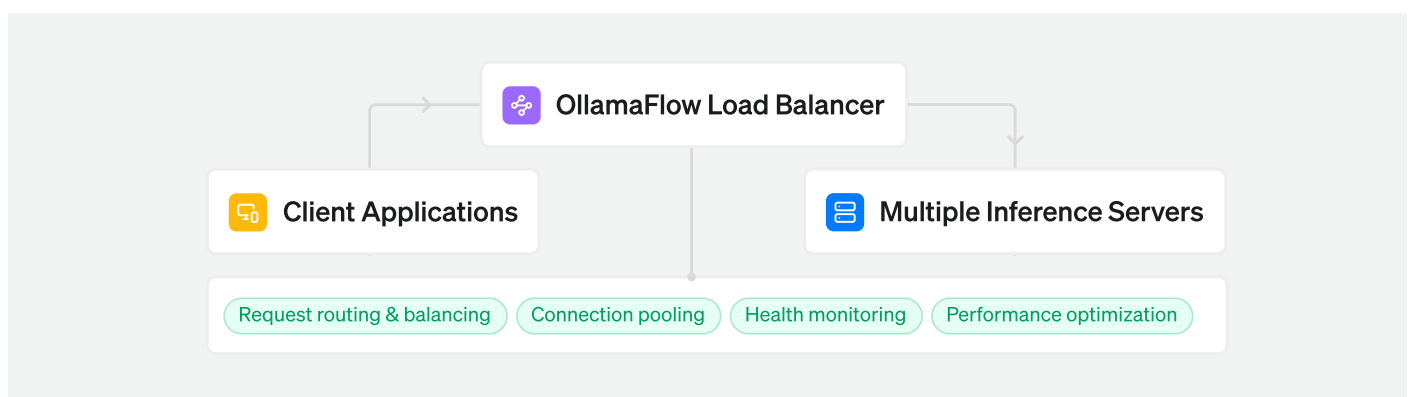 OllamaFlow Load Balancer
Client Applications
Multiple Inference Servers
Request routing & balancing
Connection pooling
Health monitoring
Performance optimization